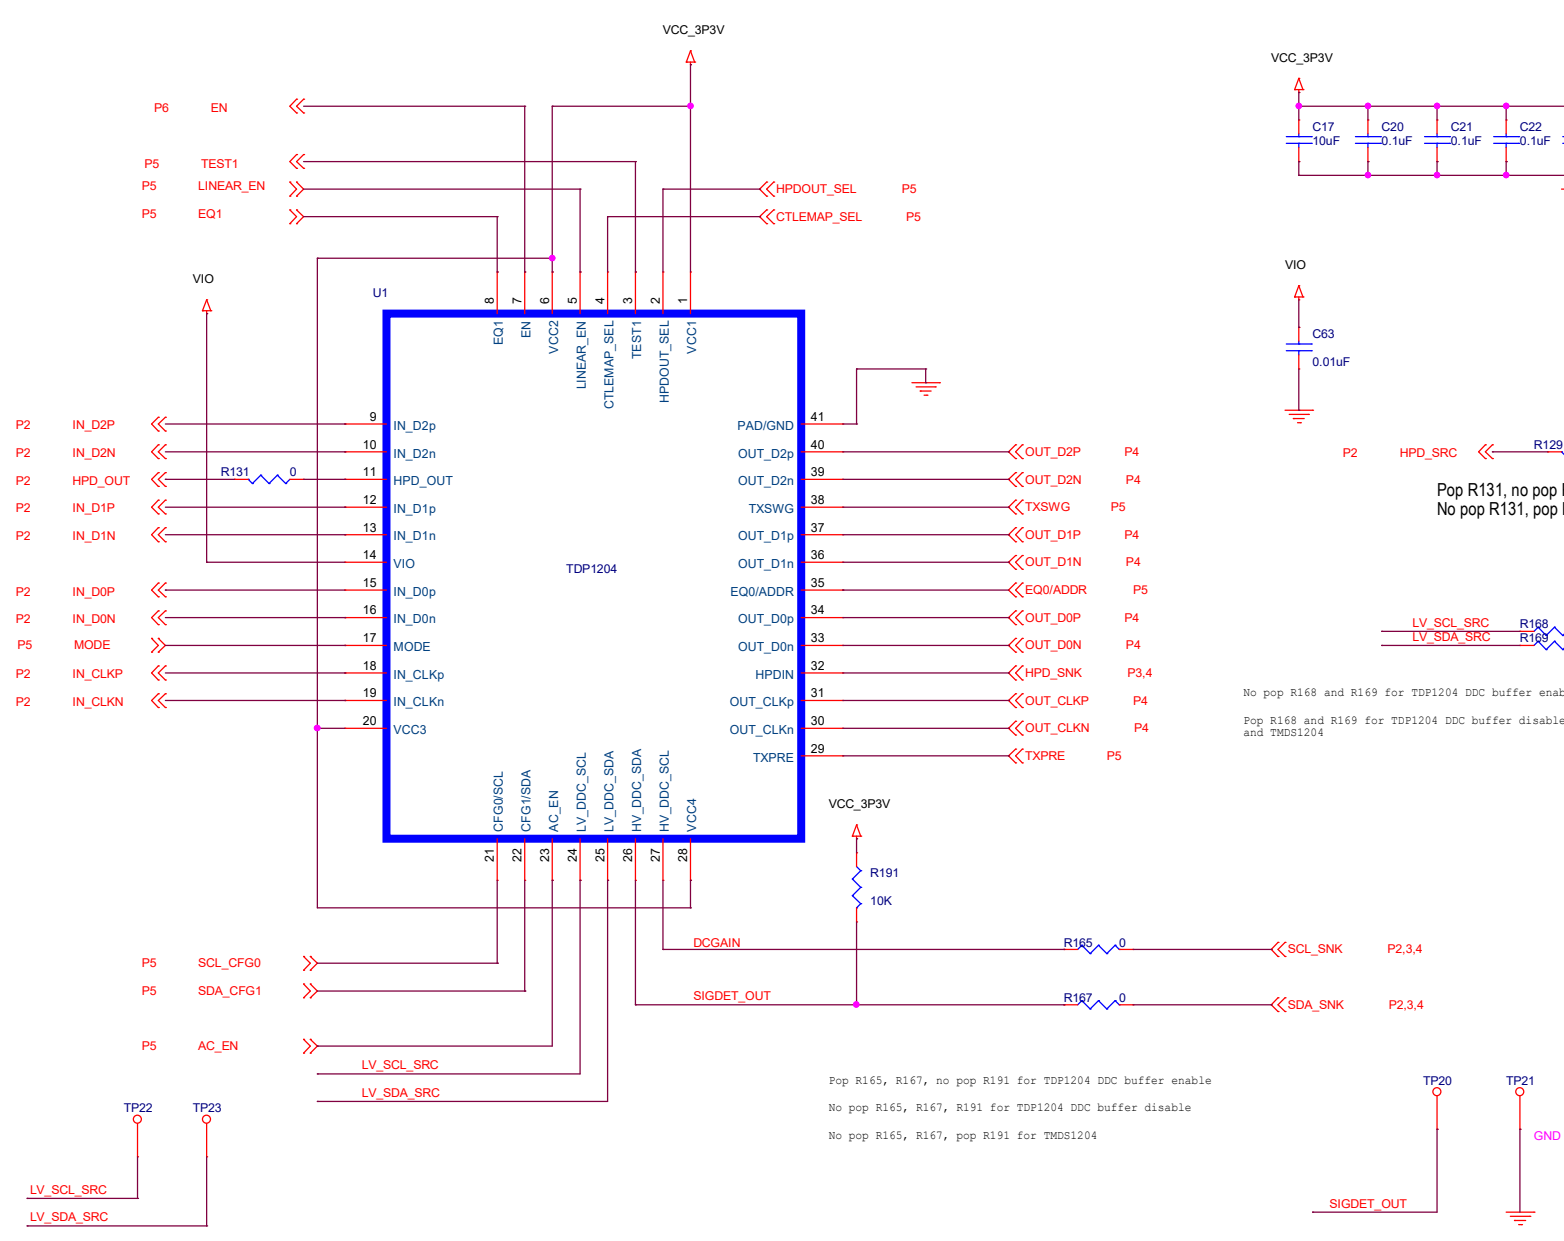 VCC_3P3V
VCC_3P3V
P6 EN
C17 10uF
C20 0.1uF
C21 0.1uF
C22 0.1uF
P5 TEST1
P5 LINEAR_EN
HPDOUT_SEL P5
P5 EQ1
CTLEMAP_SEL P5
VIO
VIO
U1
8 7 6 5 4 3 2 1
EQ1
EN
VCC2
LINEAR_EN
CTLEMAP_SEL
TEST1
HPDOUT_SEL
VCC1
C63
0.01uF
P2 IN_D2P 9 IN_D2p
PAD/GND 41
P2 IN_D2N 10 IN_D2n
OUT_D2p 40 OUT_D2P P4
P2 HPD_OUT R131 0 11 HPD_OUT
OUT_D2n 39 OUT_D2N P4
P2 IN_D1P 12 IN_D1p
TXSWG 38 TXSWG P5
P2 IN_D1N 13 IN_D1n
OUT_D1p 37 OUT_D1P P4
14 VIO
OUT_D1n 36 OUT_D1N P4
TDP1204
P2 IN_D0P 15 IN_D0p
EQ0/ADDR 35 EQ0/ADDR P5
P2 IN_D0N 16 IN_D0n
OUT_D0p 34 OUT_D0P P4
P5 MODE 17 MODE
OUT_D0n 33 OUT_D0N P4
P2 IN_CLKP 18 IN_CLKp
HPDIN 32 HPD_SNK P3,4
P2 IN_CLKN 19 IN_CLKn
OUT_CLKp 31 OUT_CLKP P4
20 VCC3
OUT_CLKn 30 OUT_CLKN P4
TXPRE 29 TXPRE P5
P2 HPD_SRC R129
Pop R131, no pop
No pop R131, pop
LV_SCL_SRC R168
LV_SDA_SRC R169
No pop R168 and R169 for TDP1204 DDC buffer enab
Pop R168 and R169 for TDP1204 DDC buffer disable
and TMDS1204
CFG0/SCL
CFG1/SDA
AC_EN
LV_DDC_SCL
LV_DDC_SDA
HV_DDC_SDA
HV_DDC_SCL
VCC4
21 22 23 24 25 26 27 28
VCC_3P3V
R191
10K
DCGAIN R165 0 SCL_SNK P2,3,4
P5 SCL_CFG0
P5 SDA_CFG1
SIGDET_OUT R167 0 SDA_SNK P2,3,4
P5 AC_EN
LV_SCL_SRC
LV_SDA_SRC
Pop R165, R167, no pop R191 for TDP1204 DDC buffer enable
No pop R165, R167, R191 for TDP1204 DDC buffer disable
No pop R165, R167, pop R191 for TMDS1204
TP22 TP23
LV_SCL_SRC
LV_SDA_SRC
TP20 TP21
GND
SIGDET_OUT